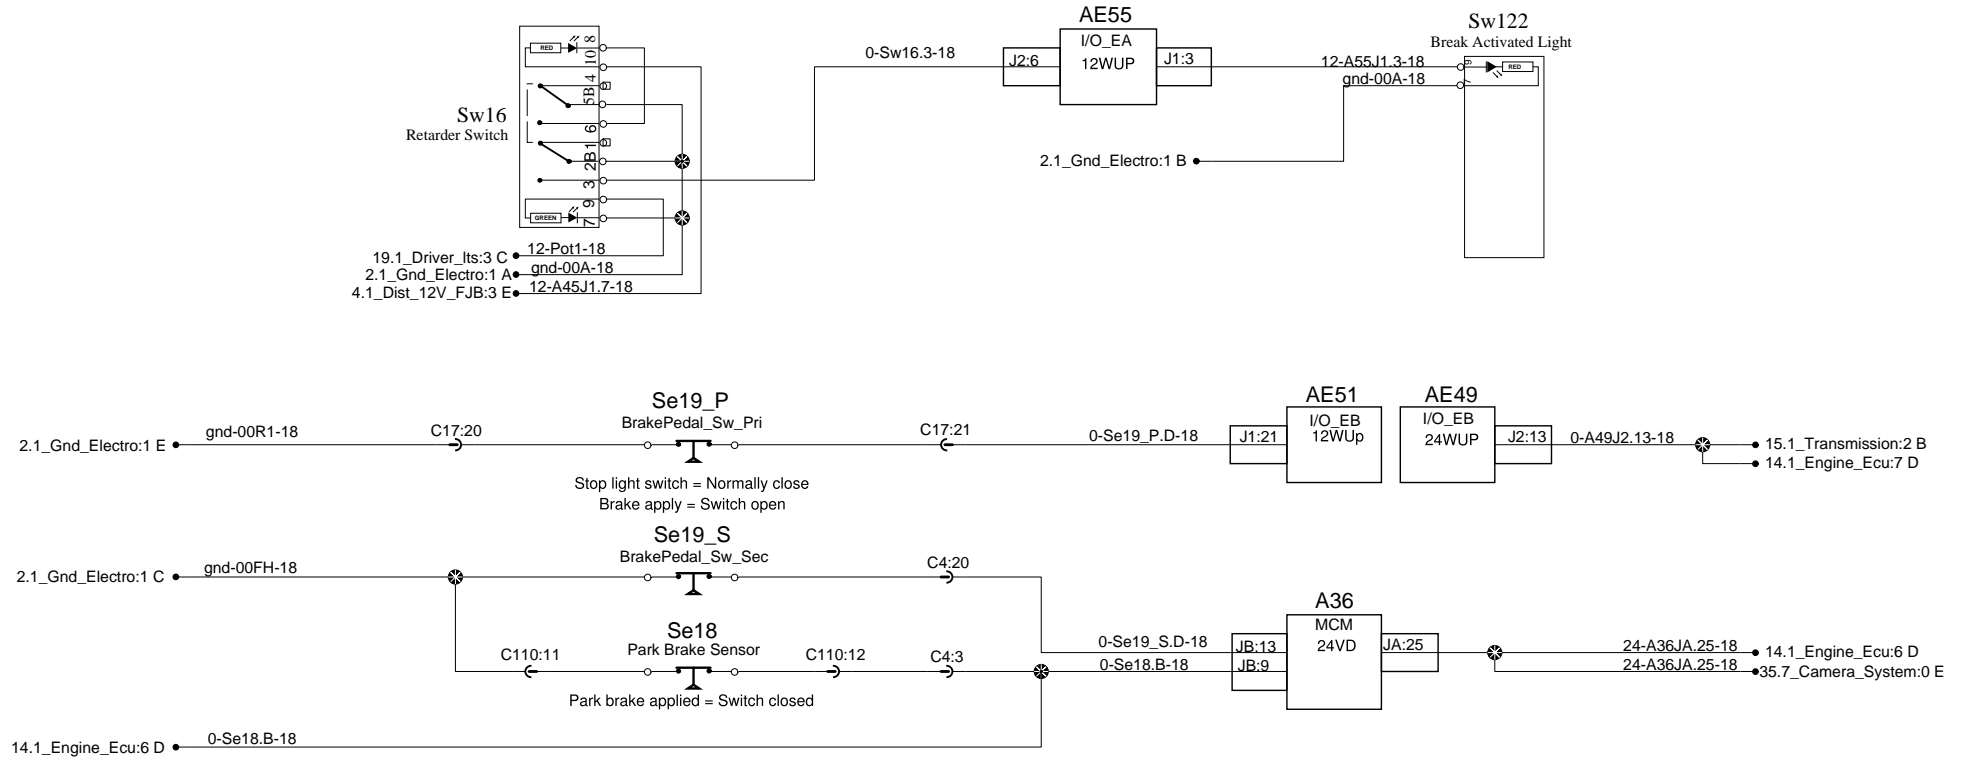 AE55
I/O_EA
12WUP
J2:6
J1:3
0-Sw16.3-18
Sw122
Break Activated Light
12-A55J1.3-18
gnd-00A-18
8
7
RED
2.1_Gnd_Electro:1 B
Sw16
Retarder Switch
RED
8
10
4
5B
6
1
2B
3
9
7
GREEN
19.1_Driver_lts:3 C
12-Pot1-18
2.1_Gnd_Electro:1 A
gnd-00A-18
4.1_Dist_12V_FJB:3 E
12-A45J1.7-18
2.1_Gnd_Electro:1 E
gnd-00R1-18
C17:20
Se19_P
BrakePedal_Sw_Pri
C17:21
0-Se19_P.D-18
J1:21
AE51
I/O_EB
12WUp
AE49
I/O_EB
24WUP
J2:13
0-A49J2.13-18
15.1_Transmission:2 B
14.1_Engine_Ecu:7 D
Stop light switch = Normally close
Brake apply = Switch open
2.1_Gnd_Electro:1 C
gnd-00FH-18
Se19_S
BrakePedal_Sw_Sec
C4:20
0-Se19_S.D-18
C110:11
Se18
Park Brake Sensor
C110:12
C4:3
0-Se18.B-18
Park brake applied = Switch closed
A36
MCM
24VD
JB:13
JB:9
JA:25
24-A36JA.25-18
14.1_Engine_Ecu:6 D
24-A36JA.25-18
35.7_Camera_System:0 E
14.1_Engine_Ecu:6 D
0-Se18.B-18